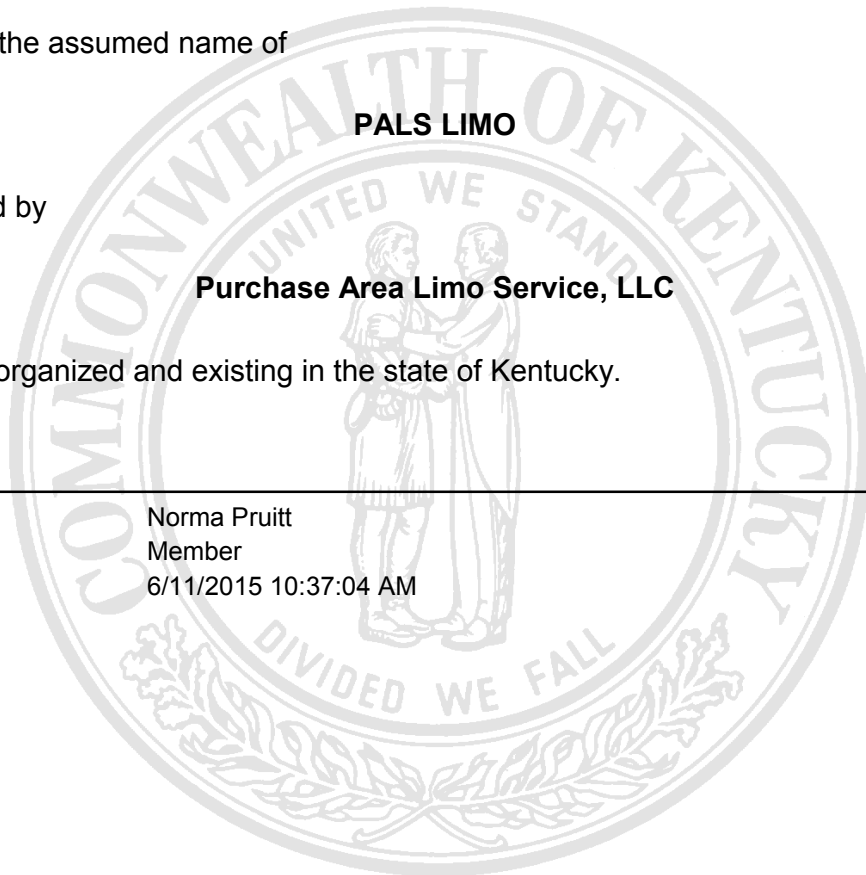 the assumed name of
PALS LIMO
d by
Purchase Area Limo Service, LLC
organized and existing in the state of Kentucky.
Norma Pruitt
Member
6/11/2015 10:37:04 AM
COMMONWEALTH OF KENTUCKY
UNITED WE STAND
DIVIDED WE FALL